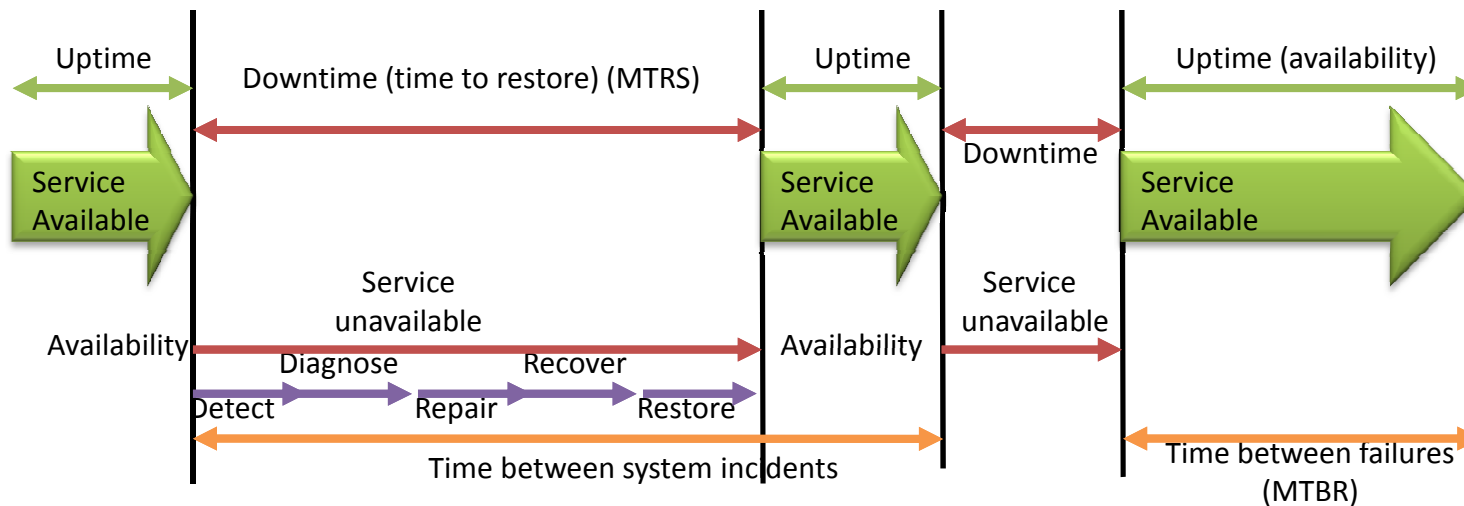 Uptime
Downtime (time to restore) (MTRS)
Uptime
Uptime (availability)
Downtime
Service
Available
Service
Available
Service
Available
Service
unavailable
Service
unavailable
Availability
Availability
Diagnose
Recover
Detect
Repair
Restore
Time between system incidents
Time between failures
(MTBR)